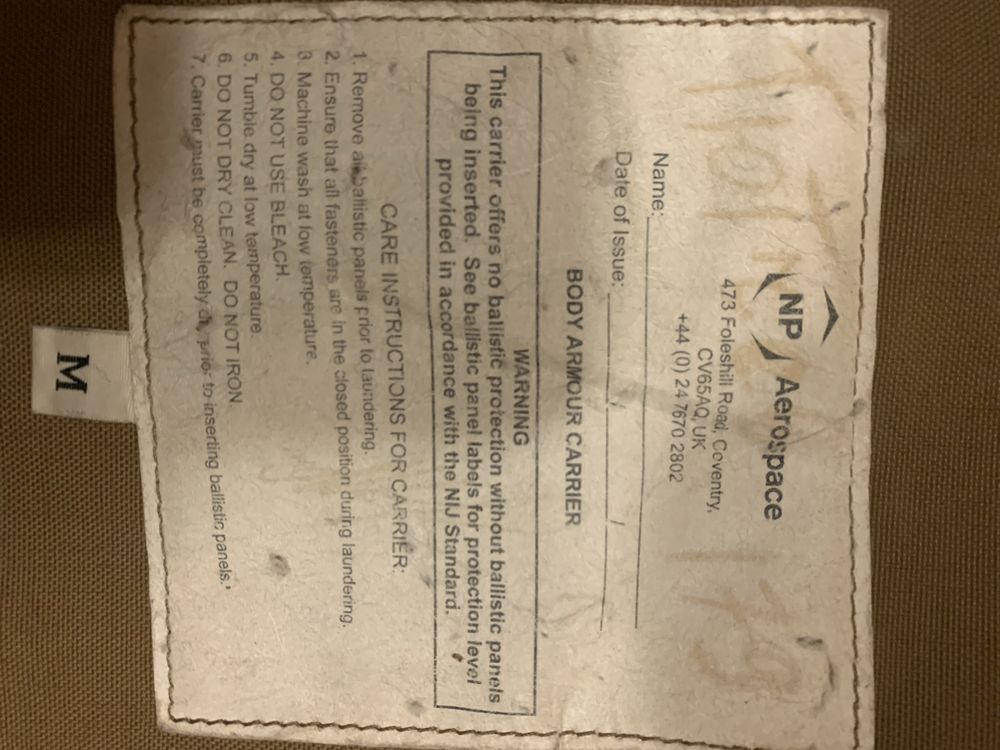 NP Aerospace
473 Foleshill Road, Coventry,
CV65AQ, UK
+44 (0) 24 7670 2802
Name:
Date of Issue: / /
BODY ARMOUR CARRIER
WARNING
This carrier offers no ballistic protection without ballistic panels
being inserted. See ballistic panel labels for protection level
provided in accordance with the NIJ Standard.
CARE INSTRUCTIONS FOR CARRIER:
1. Remove all ballistic panels prior to laundering.
2. Ensure that all fasteners are in the closed position during laundering.
3. Machine wash at low temperature.
4. DO NOT USE BLEACH.
5. Tumble dry at low temperature.
6. DO NOT DRY CLEAN. DO NOT IRON.
7. Carrier must be completely dry prior to inserting ballistic panels.
M